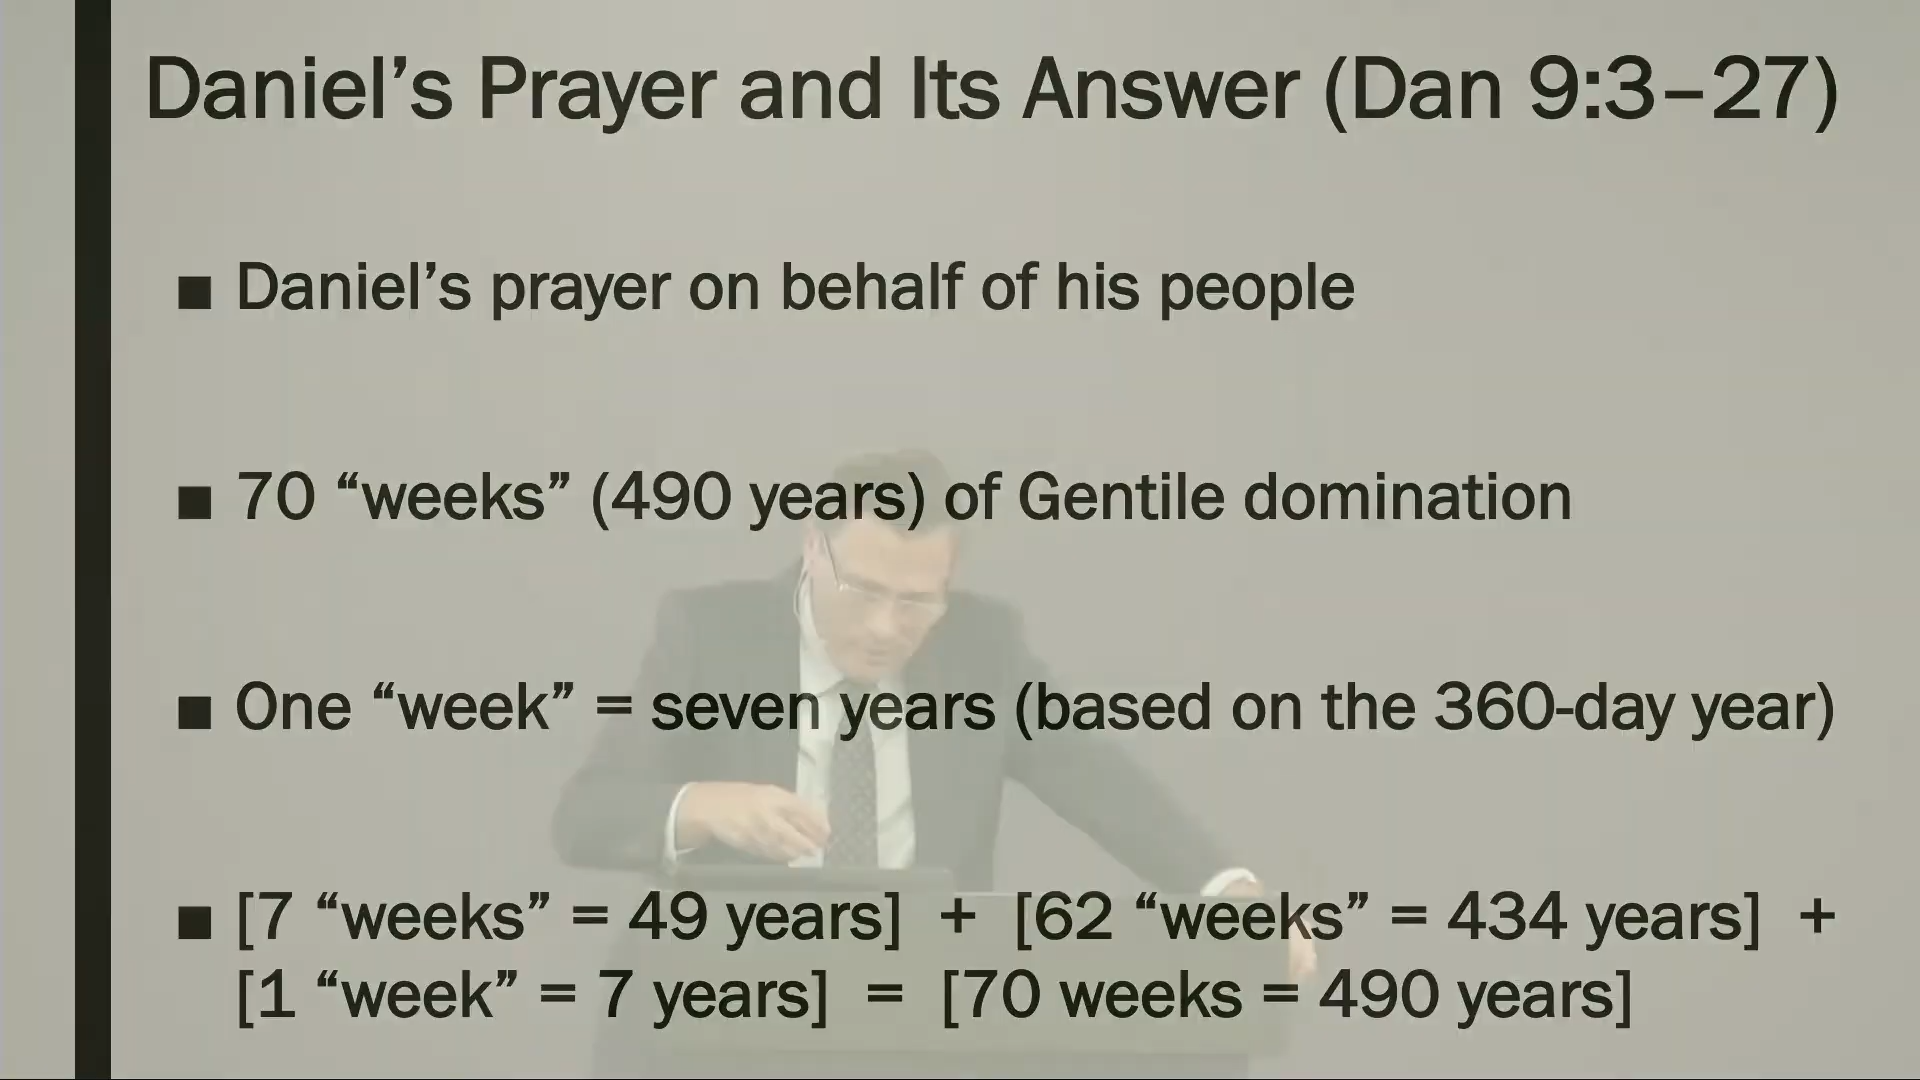 Daniel’s Prayer and Its Answer (Dan 9:3–27)
■ Daniel’s prayer on behalf of his people
■ 70 “weeks” (490 years) of Gentile domination
■ One “week” = seven years (based on the 360-day year)
■ [7 “weeks” = 49 years] + [62 “weeks” = 434 years] +
[1 “week” = 7 years] = [70 weeks = 490 years]